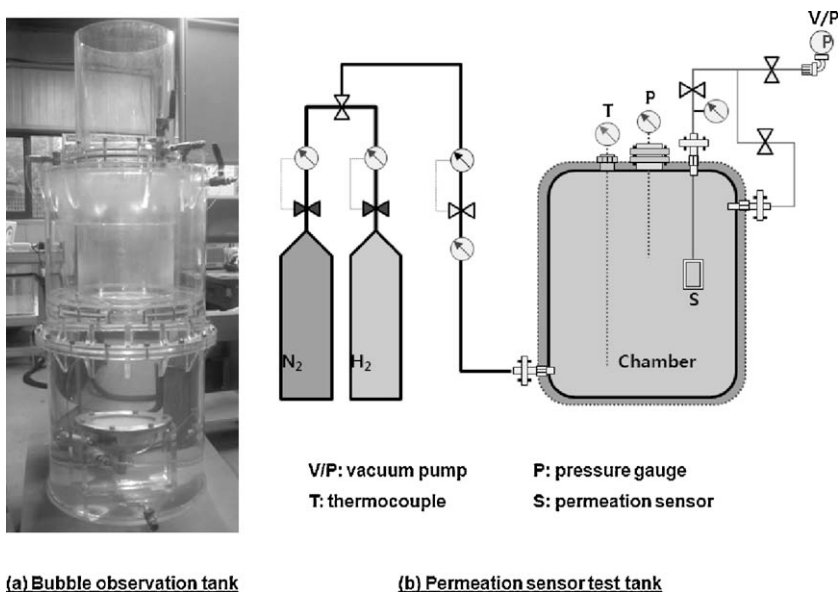 V/P
P
T
P
S
N2
H2
Chamber
V/P: vacuum pump
P: pressure gauge
T: thermocouple
S: permeation sensor
(a) Bubble observation tank
(b) Permeation sensor test tank